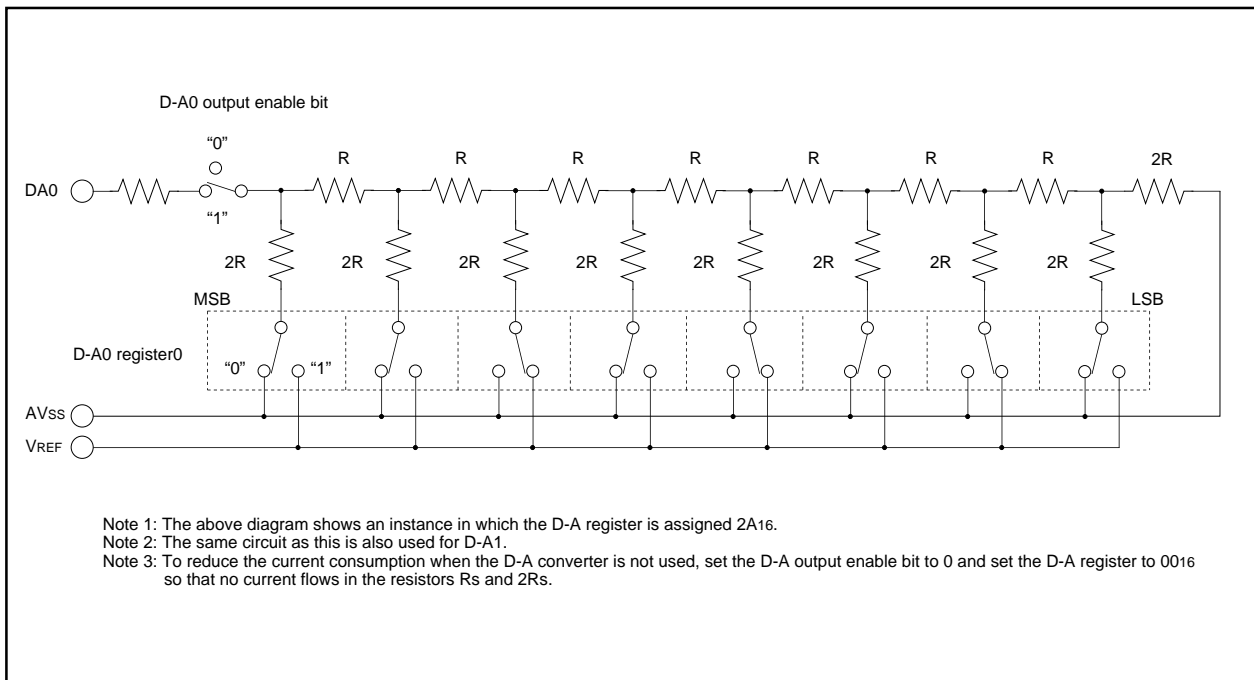 D-A0 output enable bit
“0”
R R R R R R R 2R
DA0
“1”
2R 2R 2R 2R 2R 2R 2R 2R
MSB LSB
D-A0 register0
“0” “1”
AVSS
VREF
Note 1: The above diagram shows an instance in which the D-A register is assigned 2A16.
Note 2: The same circuit as this is also used for D-A1.
Note 3: To reduce the current consumption when the D-A converter is not used, set the D-A output enable bit to 0 and set the D-A register to 0016
so that no current flows in the resistors Rs and 2Rs.